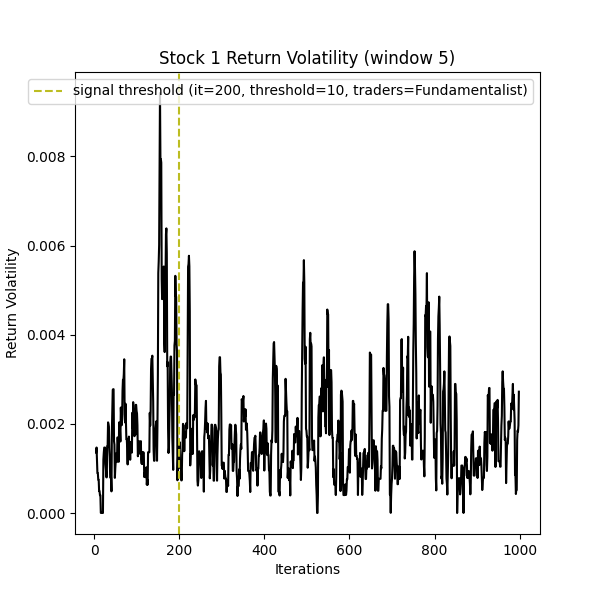 Stock 1 Return Volatility (window 5)
signal threshold (it=200, threshold=10, traders=Fundamentalist)
Return Volatility
0.008
0.006
0.004
0.002
0.000
0 200 400 600 800 1000
Iterations